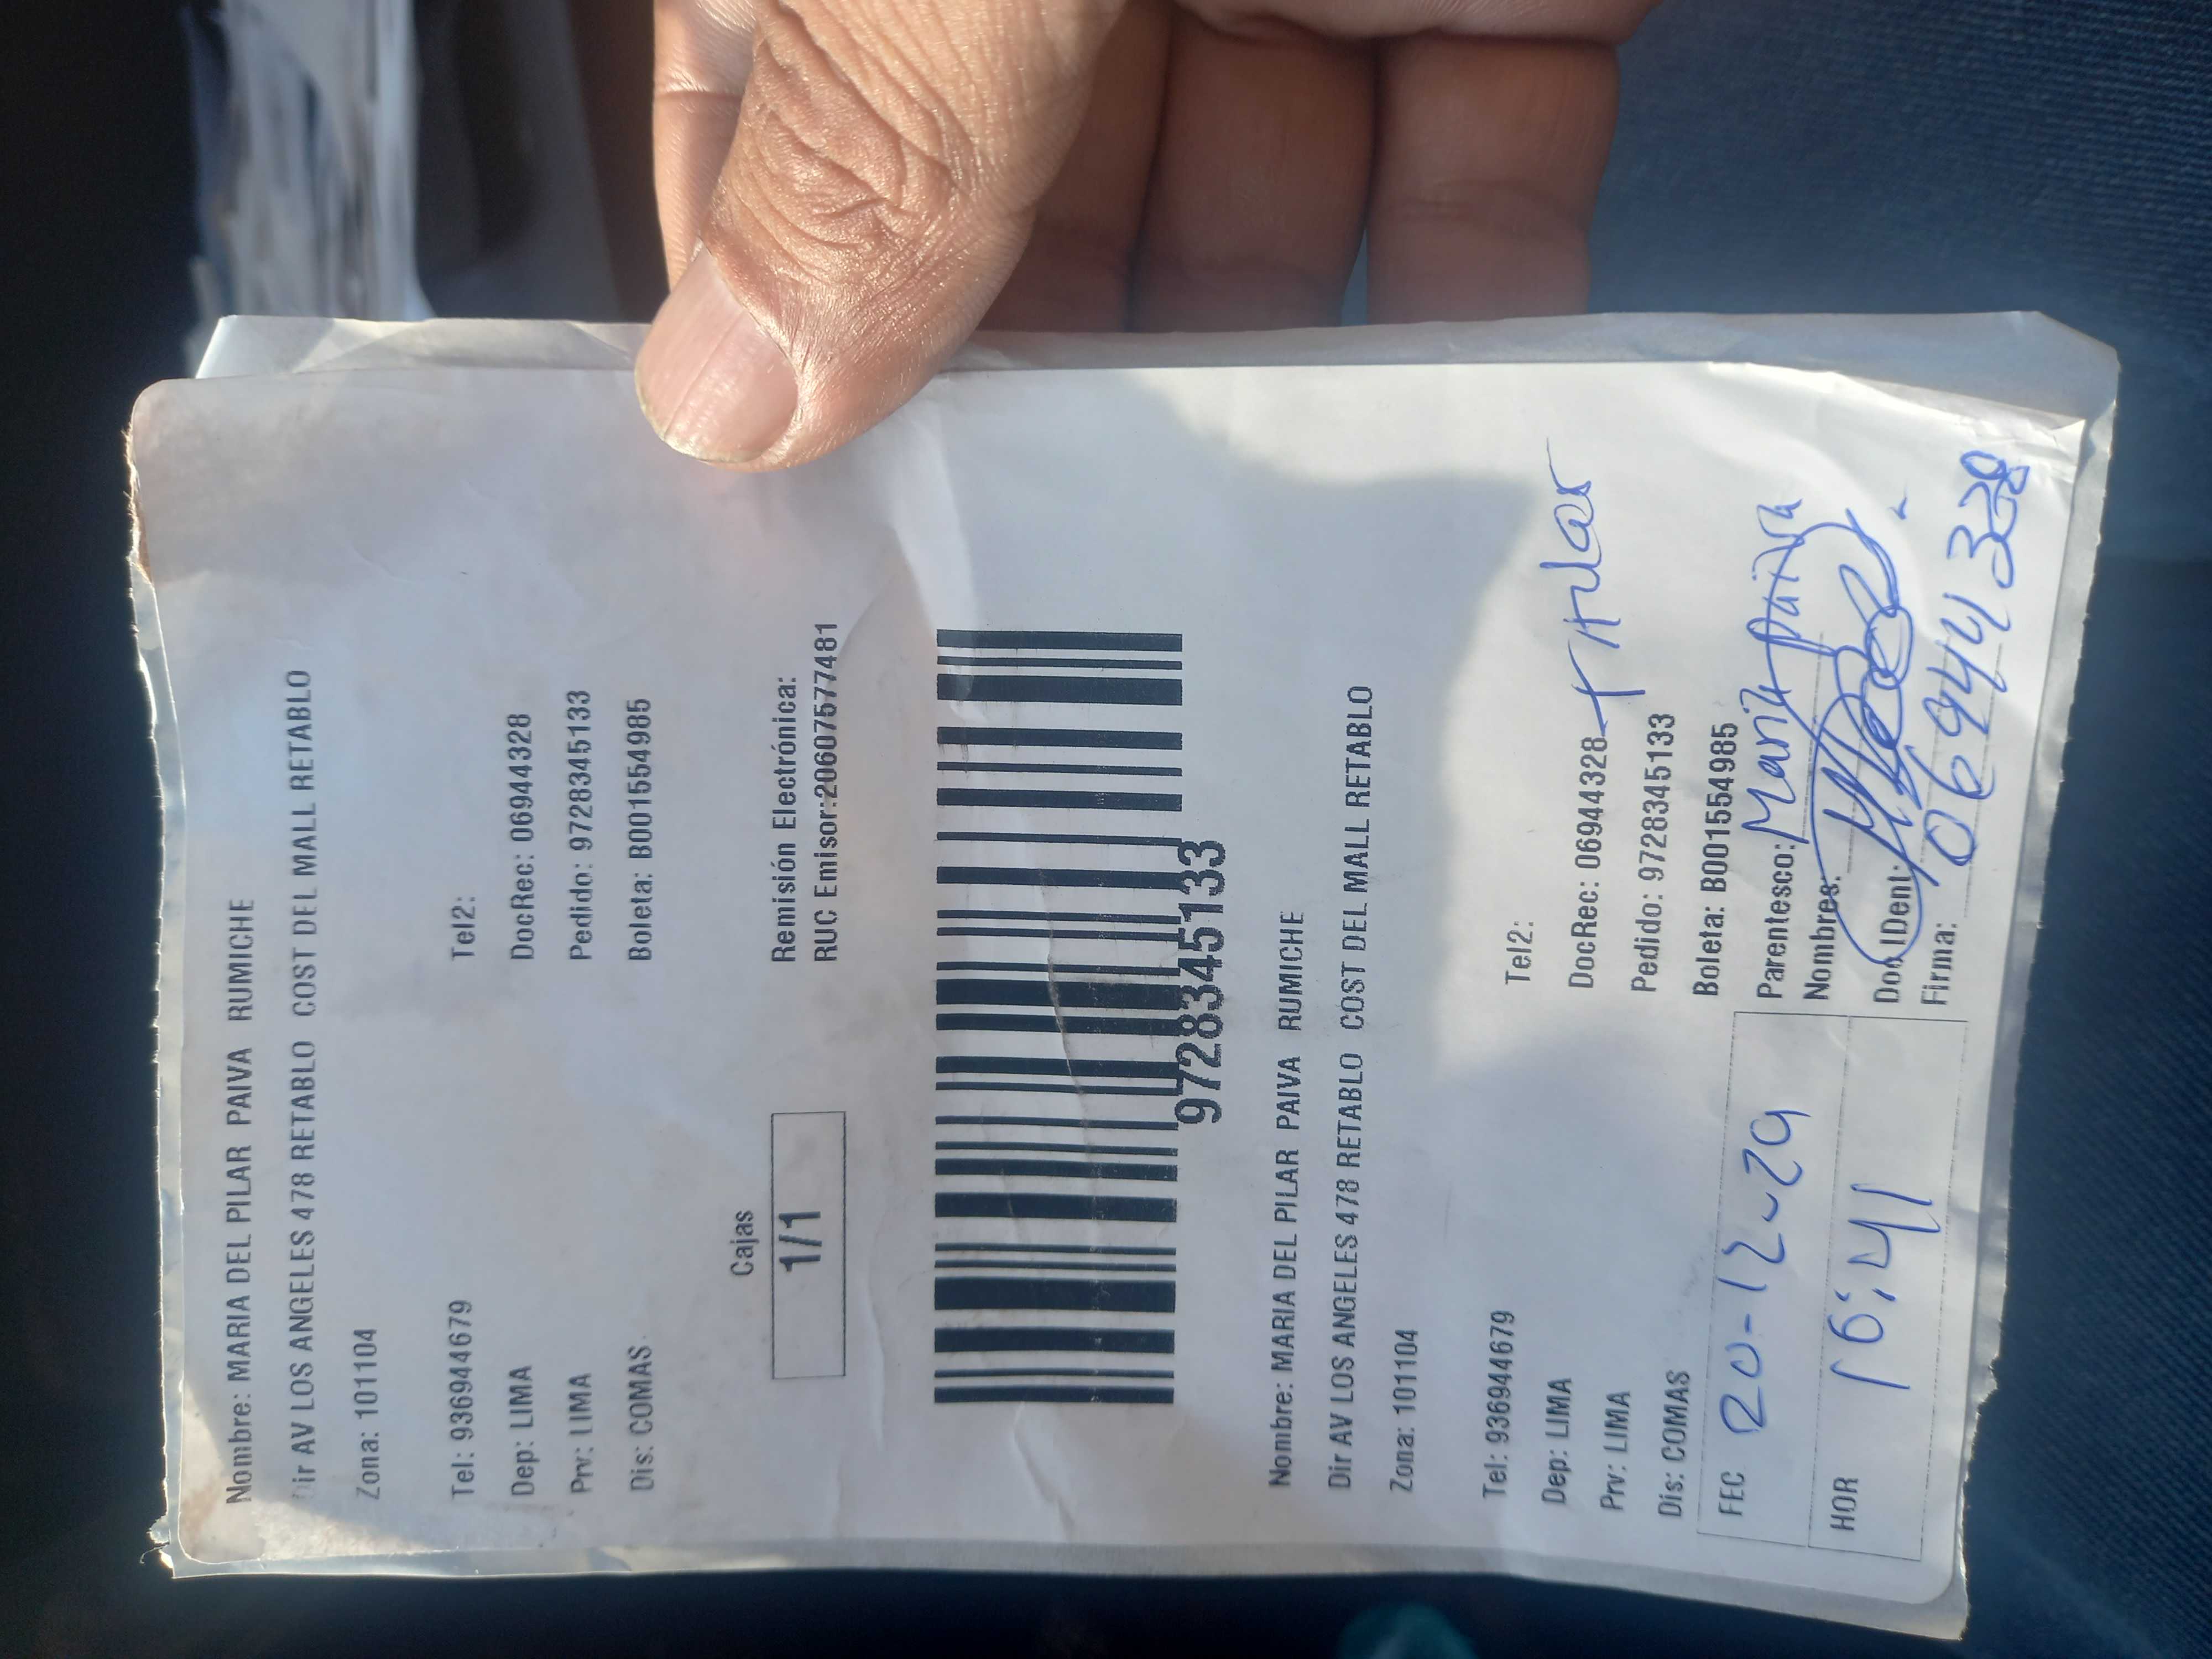 Nombre: MARIA DEL PILAR PAIVA RUMICHE
Dir AV LOS ANGELES 478 RETABLO COST DEL MALL RETABLO
Zona: 101104
Tel: 936944679 Tel2:
Dep: LIMA DocRec: 06944328
Prv: LIMA Pedido: 9728345133
Dis: COMAS Boleta: B001554985
Cajas
1/1
Remisión Electrónica:
RUC Emisor:20607577481
9728345133
Nombre: MARIA DEL PILAR PAIVA RUMICHE
Dir AV LOS ANGELES 478 RETABLO COST DEL MALL RETABLO
Zona: 101104
Tel: 936944679 Tel2:
Dep: LIMA DocRec: 06944328 Titular
Prv: LIMA Pedido: 9728345133
Dis: COMAS Boleta: B001554985
FEC 20-12-24 Parentesco: Maria paiva
Nombres:
HOR 16:41 Doc IDent:
Firma: 069441